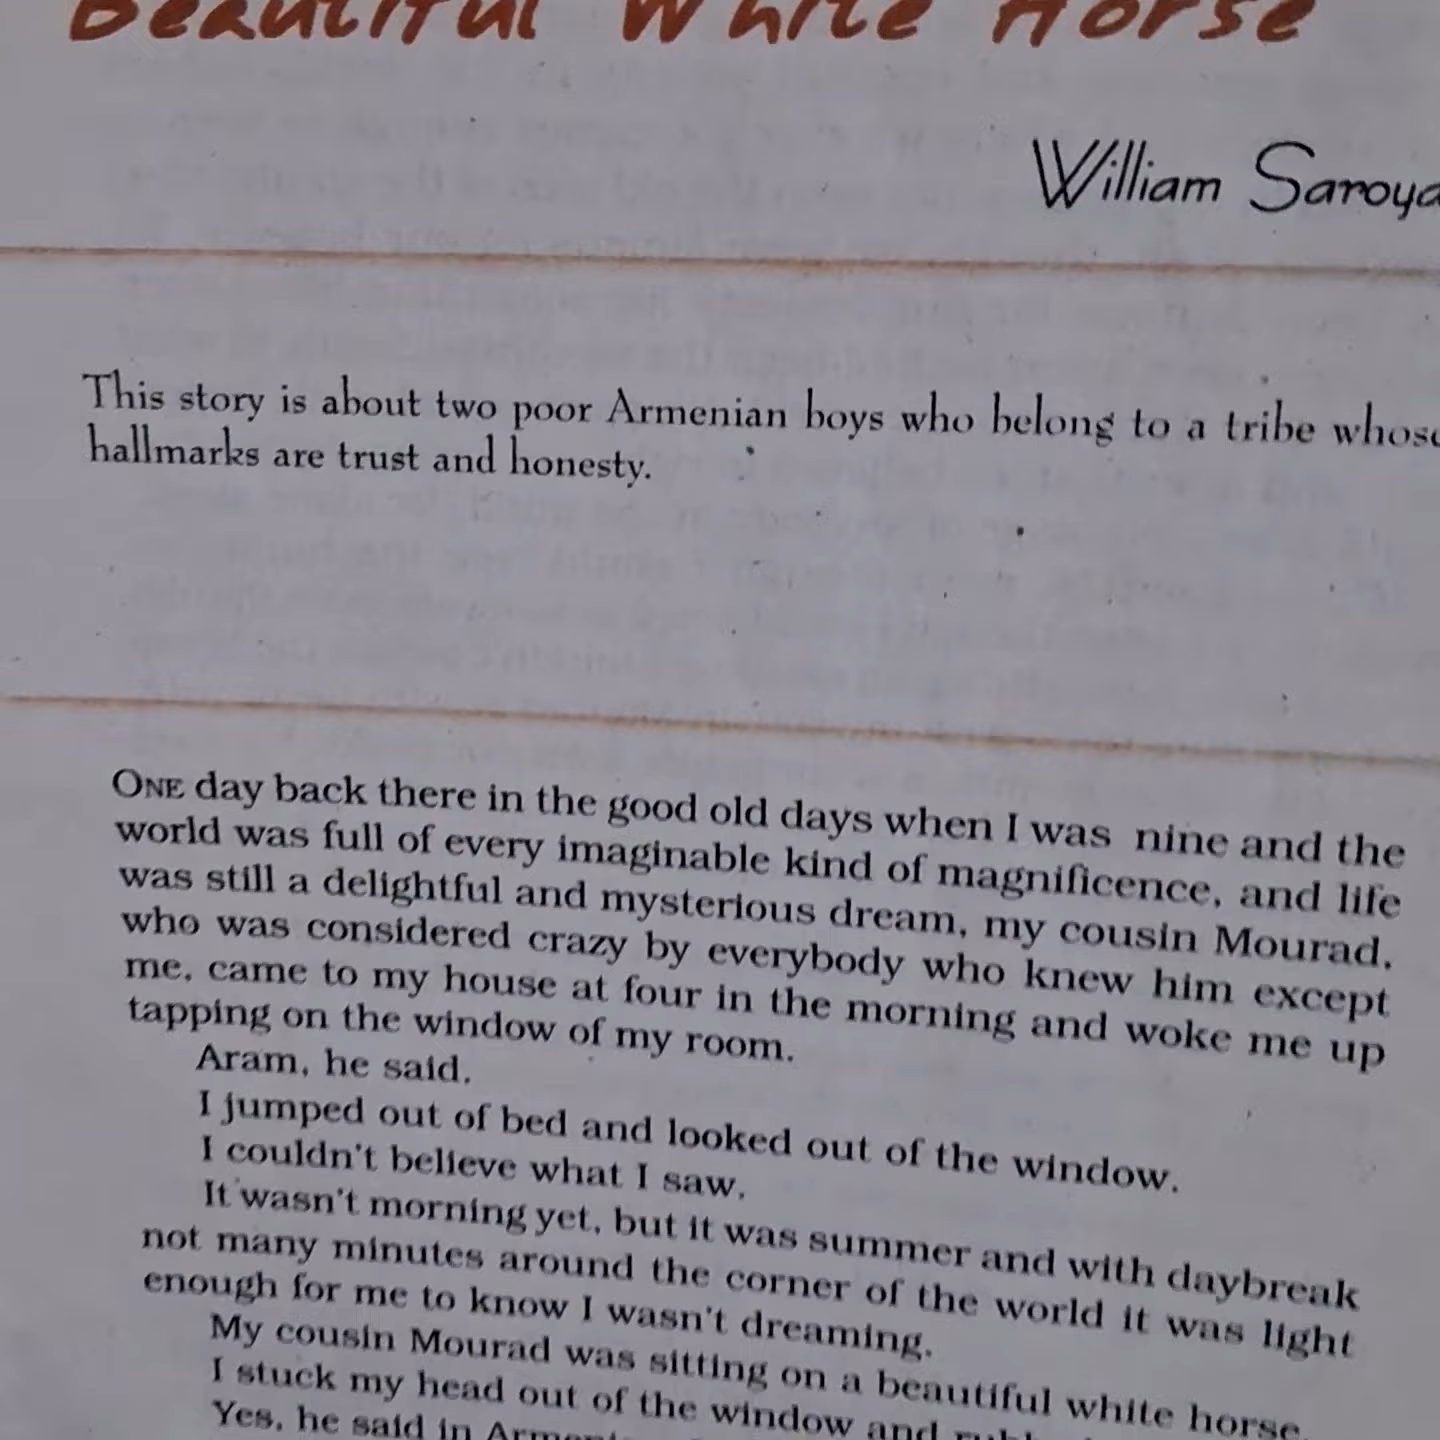 Beautiful White Horse
William Saroya
This story is about two poor Armenian boys who belong to a tribe whose
hallmarks are trust and honesty.
ONE day back there in the good old days when I was nine and the
world was full of every imaginable kind of magnificence, and life
was still a delightful and mysterious dream, my cousin Mourad,
who was considered crazy by everybody who knew him except
me, came to my house at four in the morning and woke me up
tapping on the window of my room.
Aram, he said.
I jumped out of bed and looked out of the window.
I couldn't believe what I saw.
It wasn't morning yet, but it was summer and with daybreak
not many minutes around the corner of the world it was light
enough for me to know I wasn't dreaming.
My cousin Mourad was sitting on a beautiful white horse.
I stuck my head out of the window and
Yes, he said in